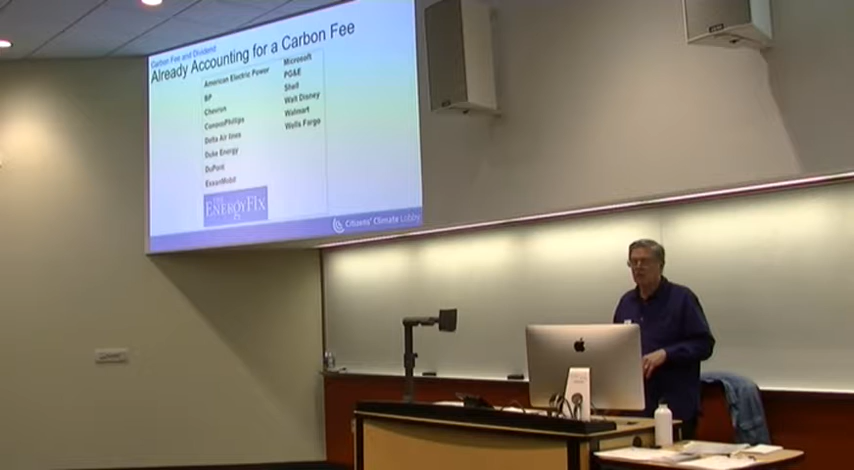 Carbon Fee and Dividend
Already Accounting for a Carbon Fee
American Electric Power
BP
Chevron
ConocoPhillips
Delta Air lines
Duke Energy
DuPont
ExxonMobil
Microsoft
PG&E
Shell
Walt Disney
Walmart
Wells Fargo
THE
ENERGYFIX
Citizens' Climate Lobby